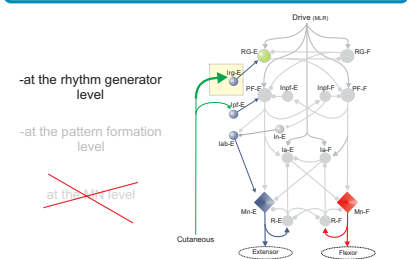 Drive (MLR)
RG-E
RG-F
Irg-E
-at the rhythm generator
level
PF-E
Inpf-E
Inpf-F
PF-F
Ipf-E
-at the pattern formation
level
In-E
Iab-E
Ia-E
Ia-F
at the MN level
Mn-E
R-E
R-F
Mn-F
Cutaneous
Extensor
Flexor